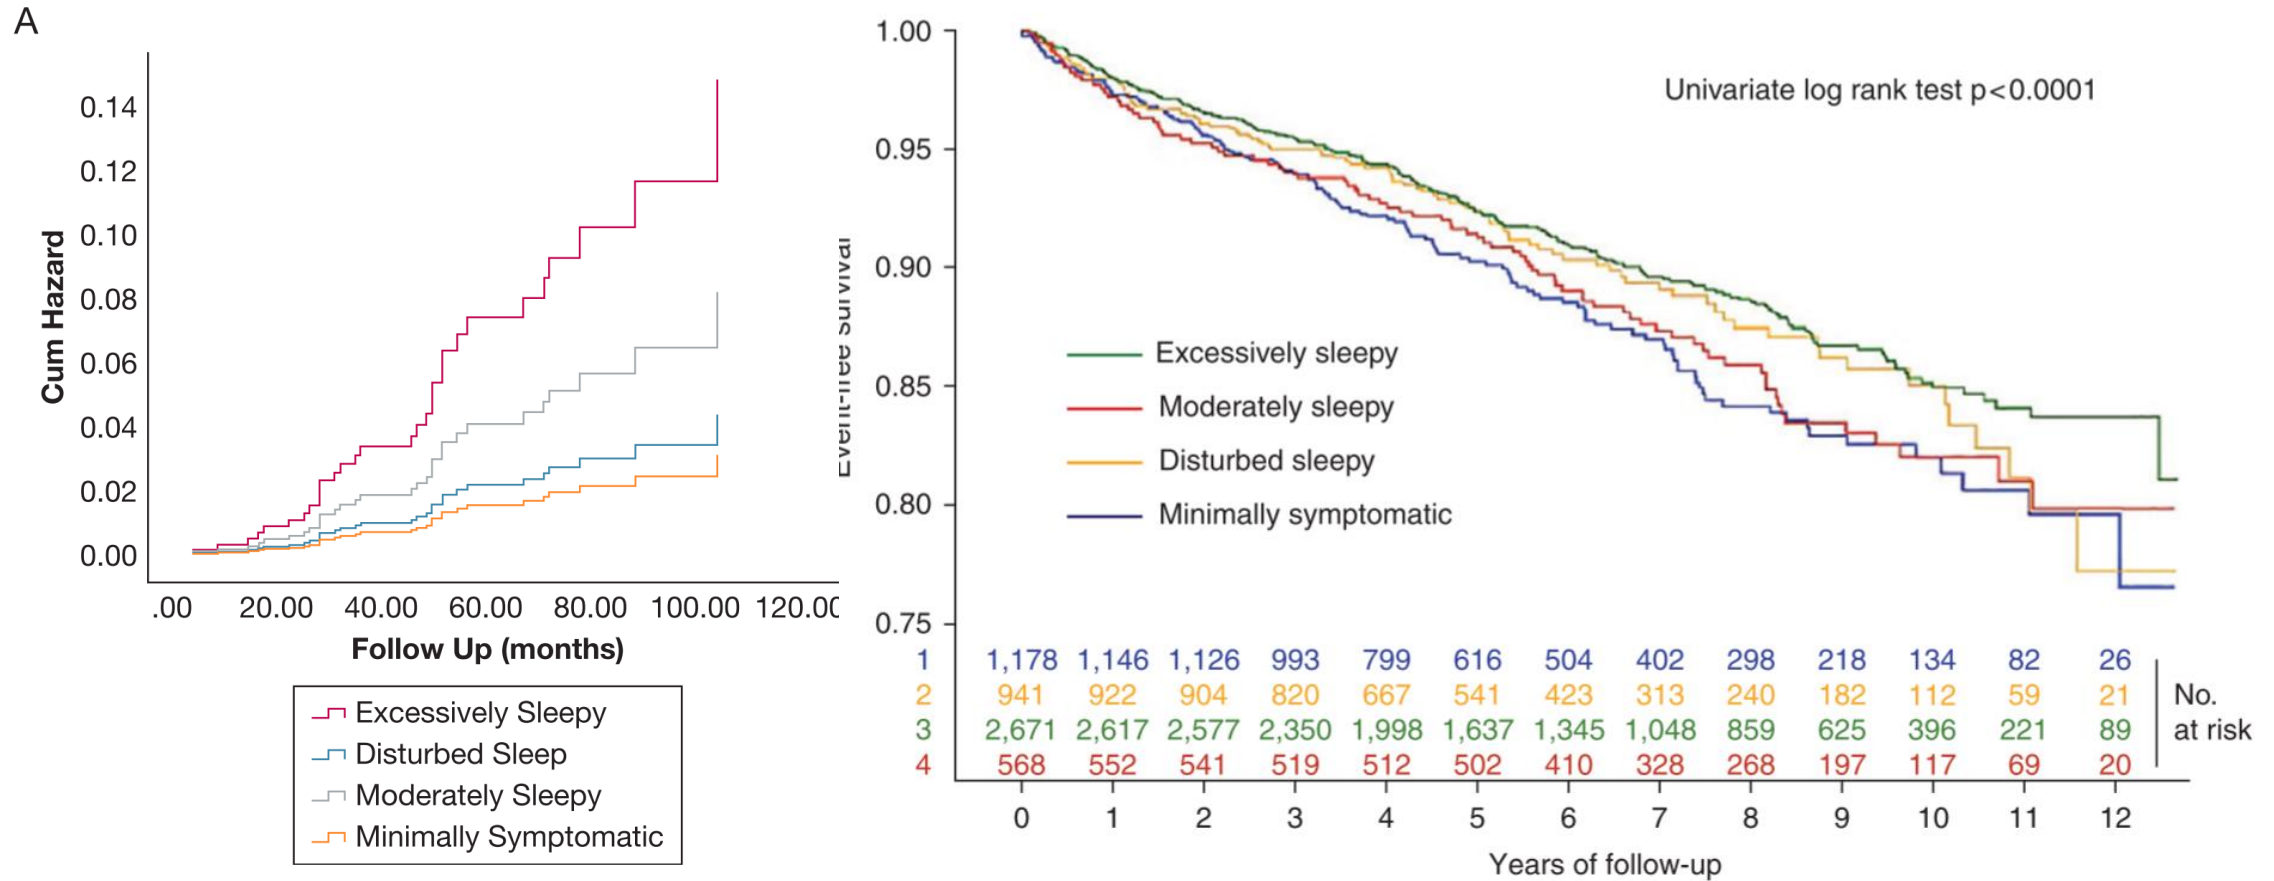 A
0.14
0.12
0.10
0.08
0.06
0.04
0.02
0.00
Cum Hazard
.00 20.00 40.00 60.00 80.00 100.00 120.00
Follow Up (months)
Excessively Sleepy
Disturbed Sleep
Moderately Sleepy
Minimally Symptomatic
1.00
0.95
0.90
0.85
0.80
0.75
Event-free survival
Univariate log rank test p<0.0001
Excessively sleepy
Moderately sleepy
Disturbed sleepy
Minimally symptomatic
1 1,178 1,146 1,126 993 799 616 504 402 298 218 134 82 26
2 941 922 904 820 667 541 423 313 240 182 112 59 21
3 2,671 2,617 2,577 2,350 1,998 1,637 1,345 1,048 859 625 396 221 89
4 568 552 541 519 512 502 410 328 268 197 117 69 20
No.
at risk
0 1 2 3 4 5 6 7 8 9 10 11 12
Years of follow-up